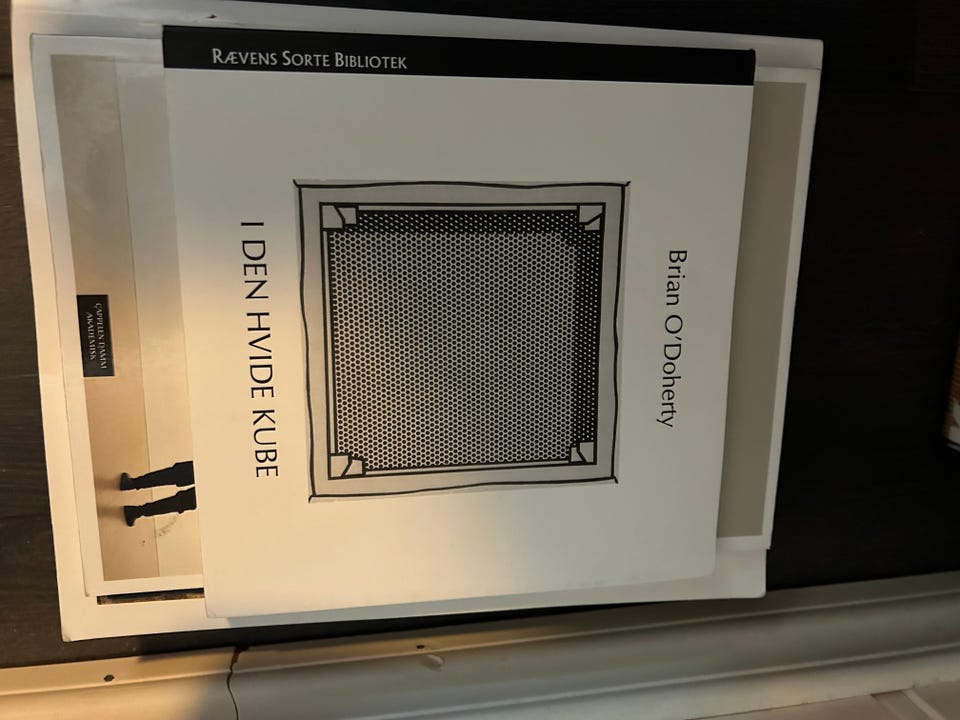 RÆVENS SORTE BIBLIOTEK
Brian O'Doherty
I DEN HVIDE KUBE
CAPPELEN DAMM
AKADEMISK